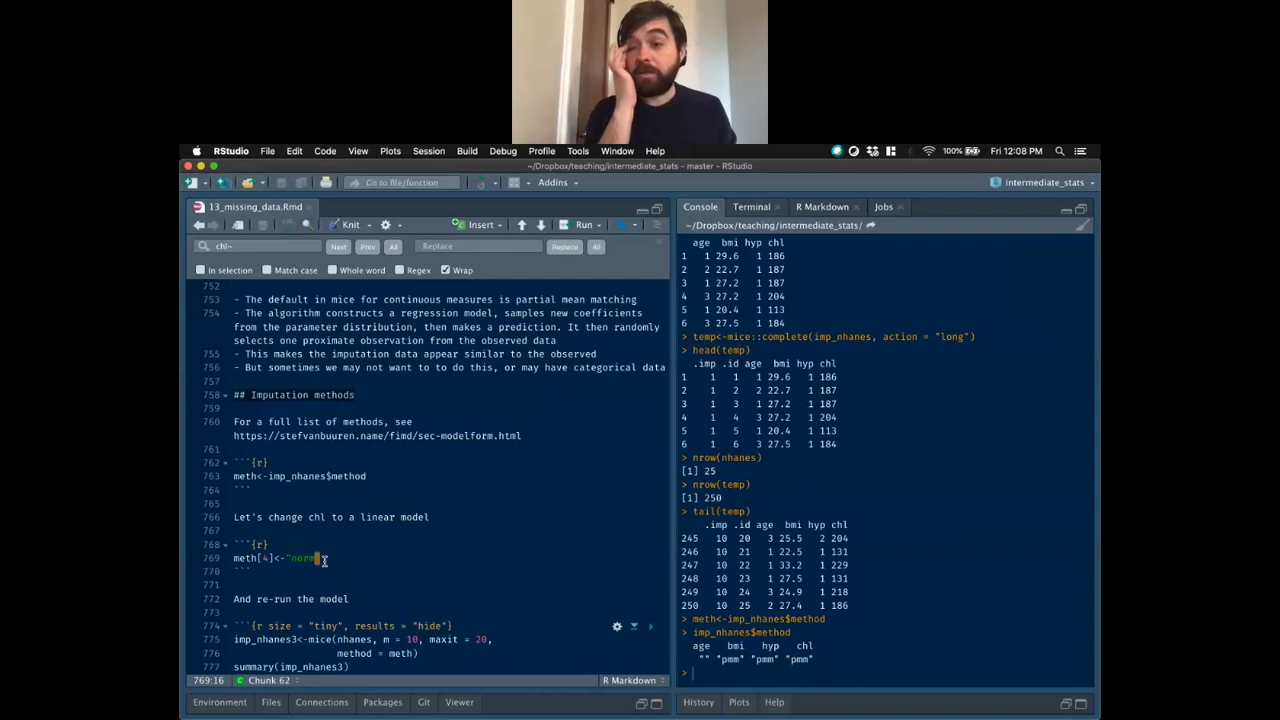 RStudio File Edit Code View Plots Session Build Debug Profile Tools Window Help 100% Fri 12:08 PM
~/Dropbox/teaching/intermediate_stats - master - RStudio
Go to file/function Addins intermediate_stats
13_missing_data.Rmd
Knit Insert Run
chl~ Next Prev All Replace Replace All
In selection Match case Whole word Regex Wrap
752
753 - The default in mice for continuous measures is partial mean matching
754 - The algorithm constructs a regression model, samples new coefficients
from the parameter distribution, then makes a prediction. It then randomly
selects one proximate observation from the observed data
755 - This makes the imputation data appear similar to the observed
756 - But sometimes we may not want to to do this, or may have categorical data
757
758 ## Imputation methods
759
760 For a full list of methods, see
https://stefvanbuuren.name/fimd/sec-modelform.html
761
762 ```{r}
763 meth<-imp_nhanes$method
764 ```
765
766 Let's change chl to a linear model
767
768 ```{r}
769 meth[4]<-"norm"
770 ```
771
772 And re-run the model
773
774 ```{r size = "tiny", results = "hide"}
775 imp_nhanes3<-mice(nhanes, m = 10, maxit = 20,
776 method = meth)
777 summary(imp_nhanes3)
769:16 Chunk 62 R Markdown
Environment Files Connections Packages Git Viewer
Console Terminal R Markdown Jobs
~/Dropbox/teaching/intermediate_stats/
age bmi hyp chl
1 1 29.6 1 186
2 2 22.7 1 187
3 1 27.2 1 187
4 3 27.2 1 204
5 1 20.4 1 113
6 3 27.5 1 184
> temp<-mice::complete(imp_nhanes, action = "long")
> head(temp)
.imp .id age bmi hyp chl
1 1 1 1 29.6 1 186
2 1 2 2 22.7 1 187
3 1 3 1 27.2 1 187
4 1 4 3 27.2 1 204
5 1 5 1 20.4 1 113
6 1 6 3 27.5 1 184
> nrow(nhanes)
[1] 25
> nrow(temp)
[1] 250
> tail(temp)
.imp .id age bmi hyp chl
245 10 20 3 25.5 2 204
246 10 21 1 22.5 1 131
247 10 22 1 33.2 1 229
248 10 23 1 27.5 1 131
249 10 24 3 24.9 1 218
250 10 25 2 27.4 1 186
> meth<-imp_nhanes$method
> imp_nhanes$method
age bmi hyp chl
"" "pmm" "pmm" "pmm"
>
History Plots Help